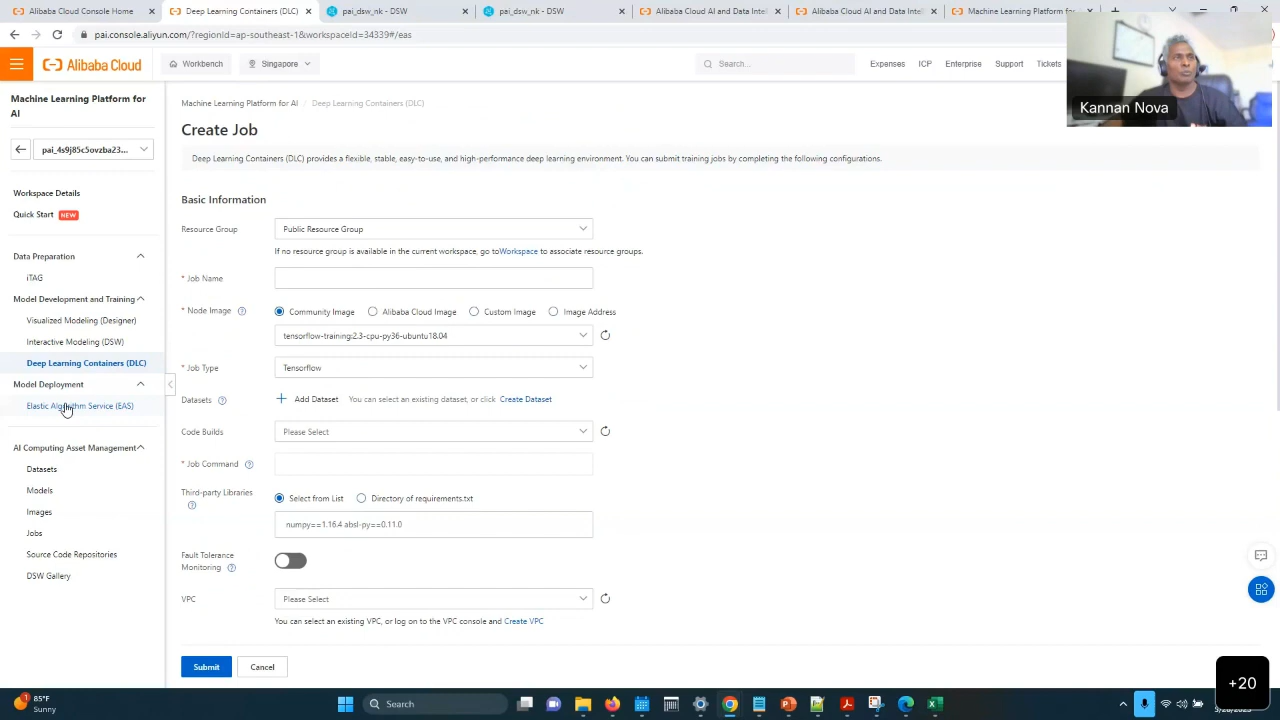 Alibaba Cloud Home
Deep Learning Containers (DLC)
pai_dsw_nk - DSW
pai_dsw_nk - DSW
Alibaba Cloud AI and Data Intel
Alibaba Cloud AI and Data Intel
Machine Learning Platform fo
pai.console.aliyun.com/?regionId=ap-southeast-1&workspaceId=34339#/eas
Alibaba Cloud
Workbench
Singapore
Search...
Expenses
ICP
Enterprise
Support
Tickets
Kannan Nova
Machine Learning Platform for
AI
pai_4s9j85c5ovzba23...
Workspace Details
Quick Start NEW
Data Preparation
iTAG
Model Development and Training
Visualized Modeling (Designer)
Interactive Modeling (DSW)
Deep Learning Containers (DLC)
Model Deployment
Elastic Algorithm Service (EAS)
AI Computing Asset Management
Datasets
Models
Images
Jobs
Source Code Repositories
DSW Gallery
Machine Learning Platform for AI / Deep Learning Containers (DLC)
Create Job
Deep Learning Containers (DLC) provides a flexible, stable, easy-to-use, and high-performance deep learning environment. You can submit training jobs by completing the following configurations.
Basic Information
Resource Group
Public Resource Group
If no resource group is available in the current workspace, go toWorkspace to associate resource groups.
* Job Name
* Node Image
Community Image
Alibaba Cloud Image
Custom Image
Image Address
tensorflow-training:2.3-cpu-py36-ubuntu18.04
* Job Type
Tensorflow
Datasets
Add Dataset You can select an existing dataset, or click Create Dataset
Code Builds
Please Select
* Job Command
Third-party Libraries
Select from List
Directory of requirements.txt
numpy==1.16.4 absl-py==0.11.0
Fault Tolerance
Monitoring
VPC
Please Select
You can select an existing VPC, or log on to the VPC console and Create VPC
Submit
Cancel
+20
1
85°F
Sunny
Search